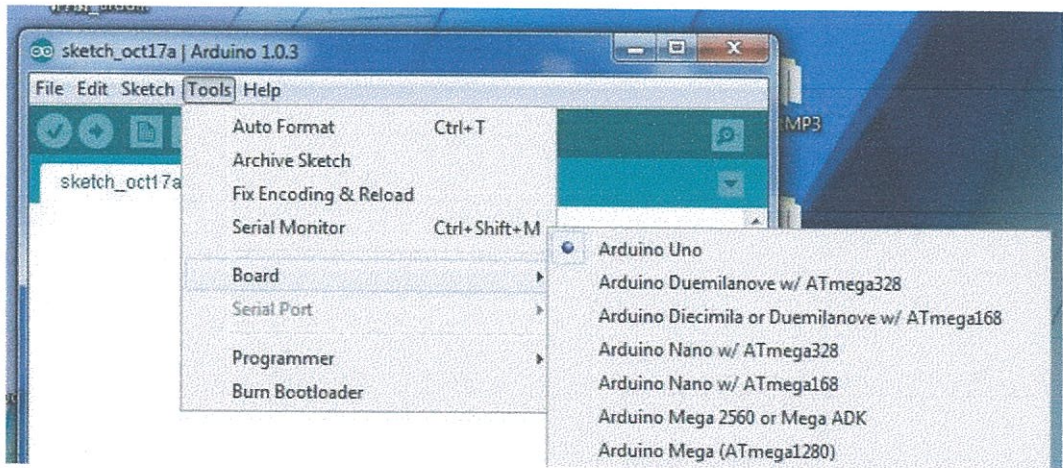 sketch_oct17a | Arduino 1.0.3
File Edit Sketch Tools Help
MP3
sketch_oct17a
Auto Format Ctrl+T
Archive Sketch
Fix Encoding & Reload
Serial Monitor Ctrl+Shift+M
Board
Serial Port
Programmer
Burn Bootloader
Arduino Uno
Arduino Duemilanove w/ ATmega328
Arduino Diecimila or Duemilanove w/ ATmega168
Arduino Nano w/ ATmega328
Arduino Nano w/ ATmega168
Arduino Mega 2560 or Mega ADK
Arduino Mega (ATmega1280)